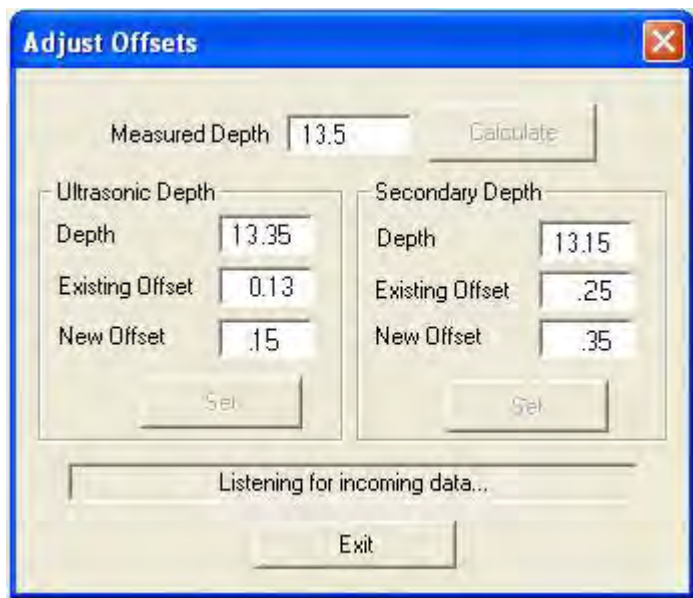 Adjust Offsets
Measured Depth 13.5 Calculate
Ultrasonic Depth
Depth 13.35
Existing Offset 0.13
New Offset .15
Set
Secondary Depth
Depth 13.15
Existing Offset .25
New Offset .35
Set
Listening for incoming data...
Exit